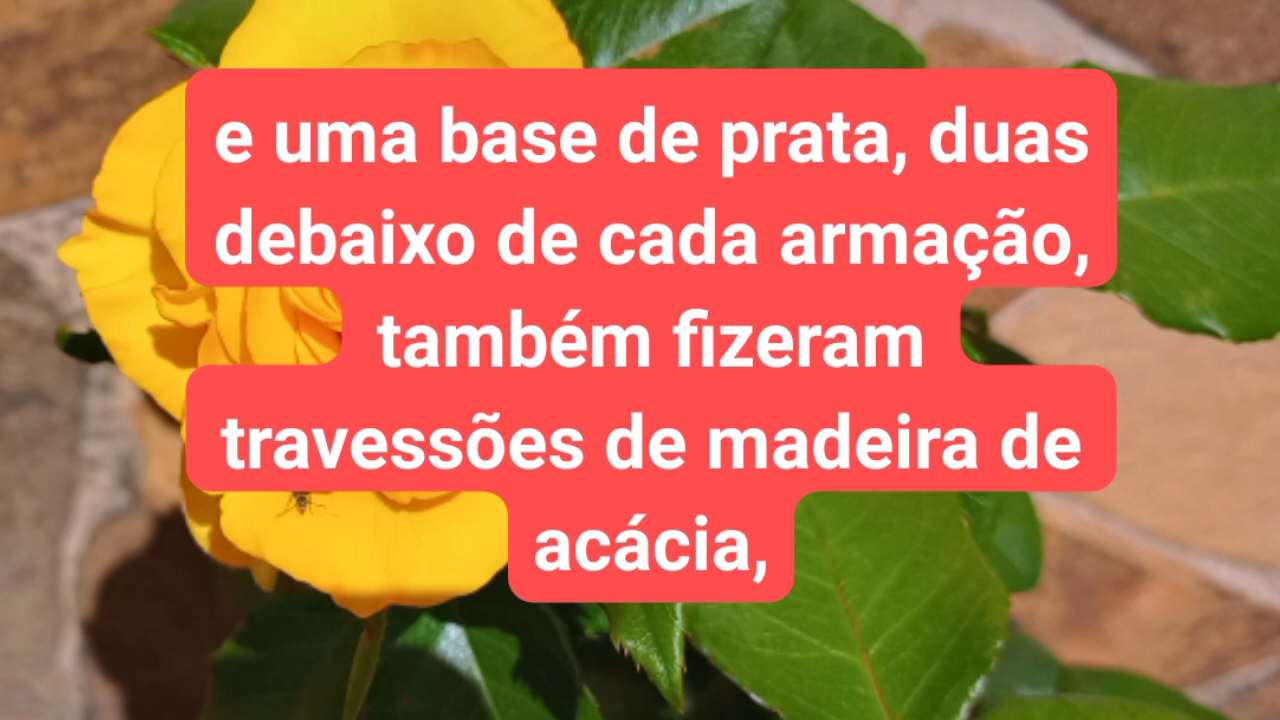 e uma base de prata, duas
debaixo de cada armação,
também fizeram
travessões de madeira de
acácia,